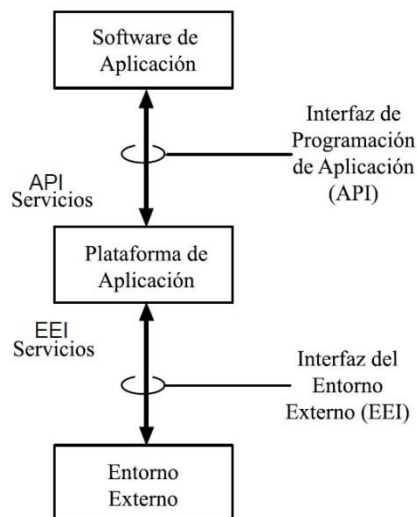 Software de
Aplicación
Interfaz de
Programación
de Aplicación
(API)
API
Servicios
Plataforma de
Aplicación
EEI
Servicios
Interfaz del
Entorno
Externo (EEI)
Entorno
Externo